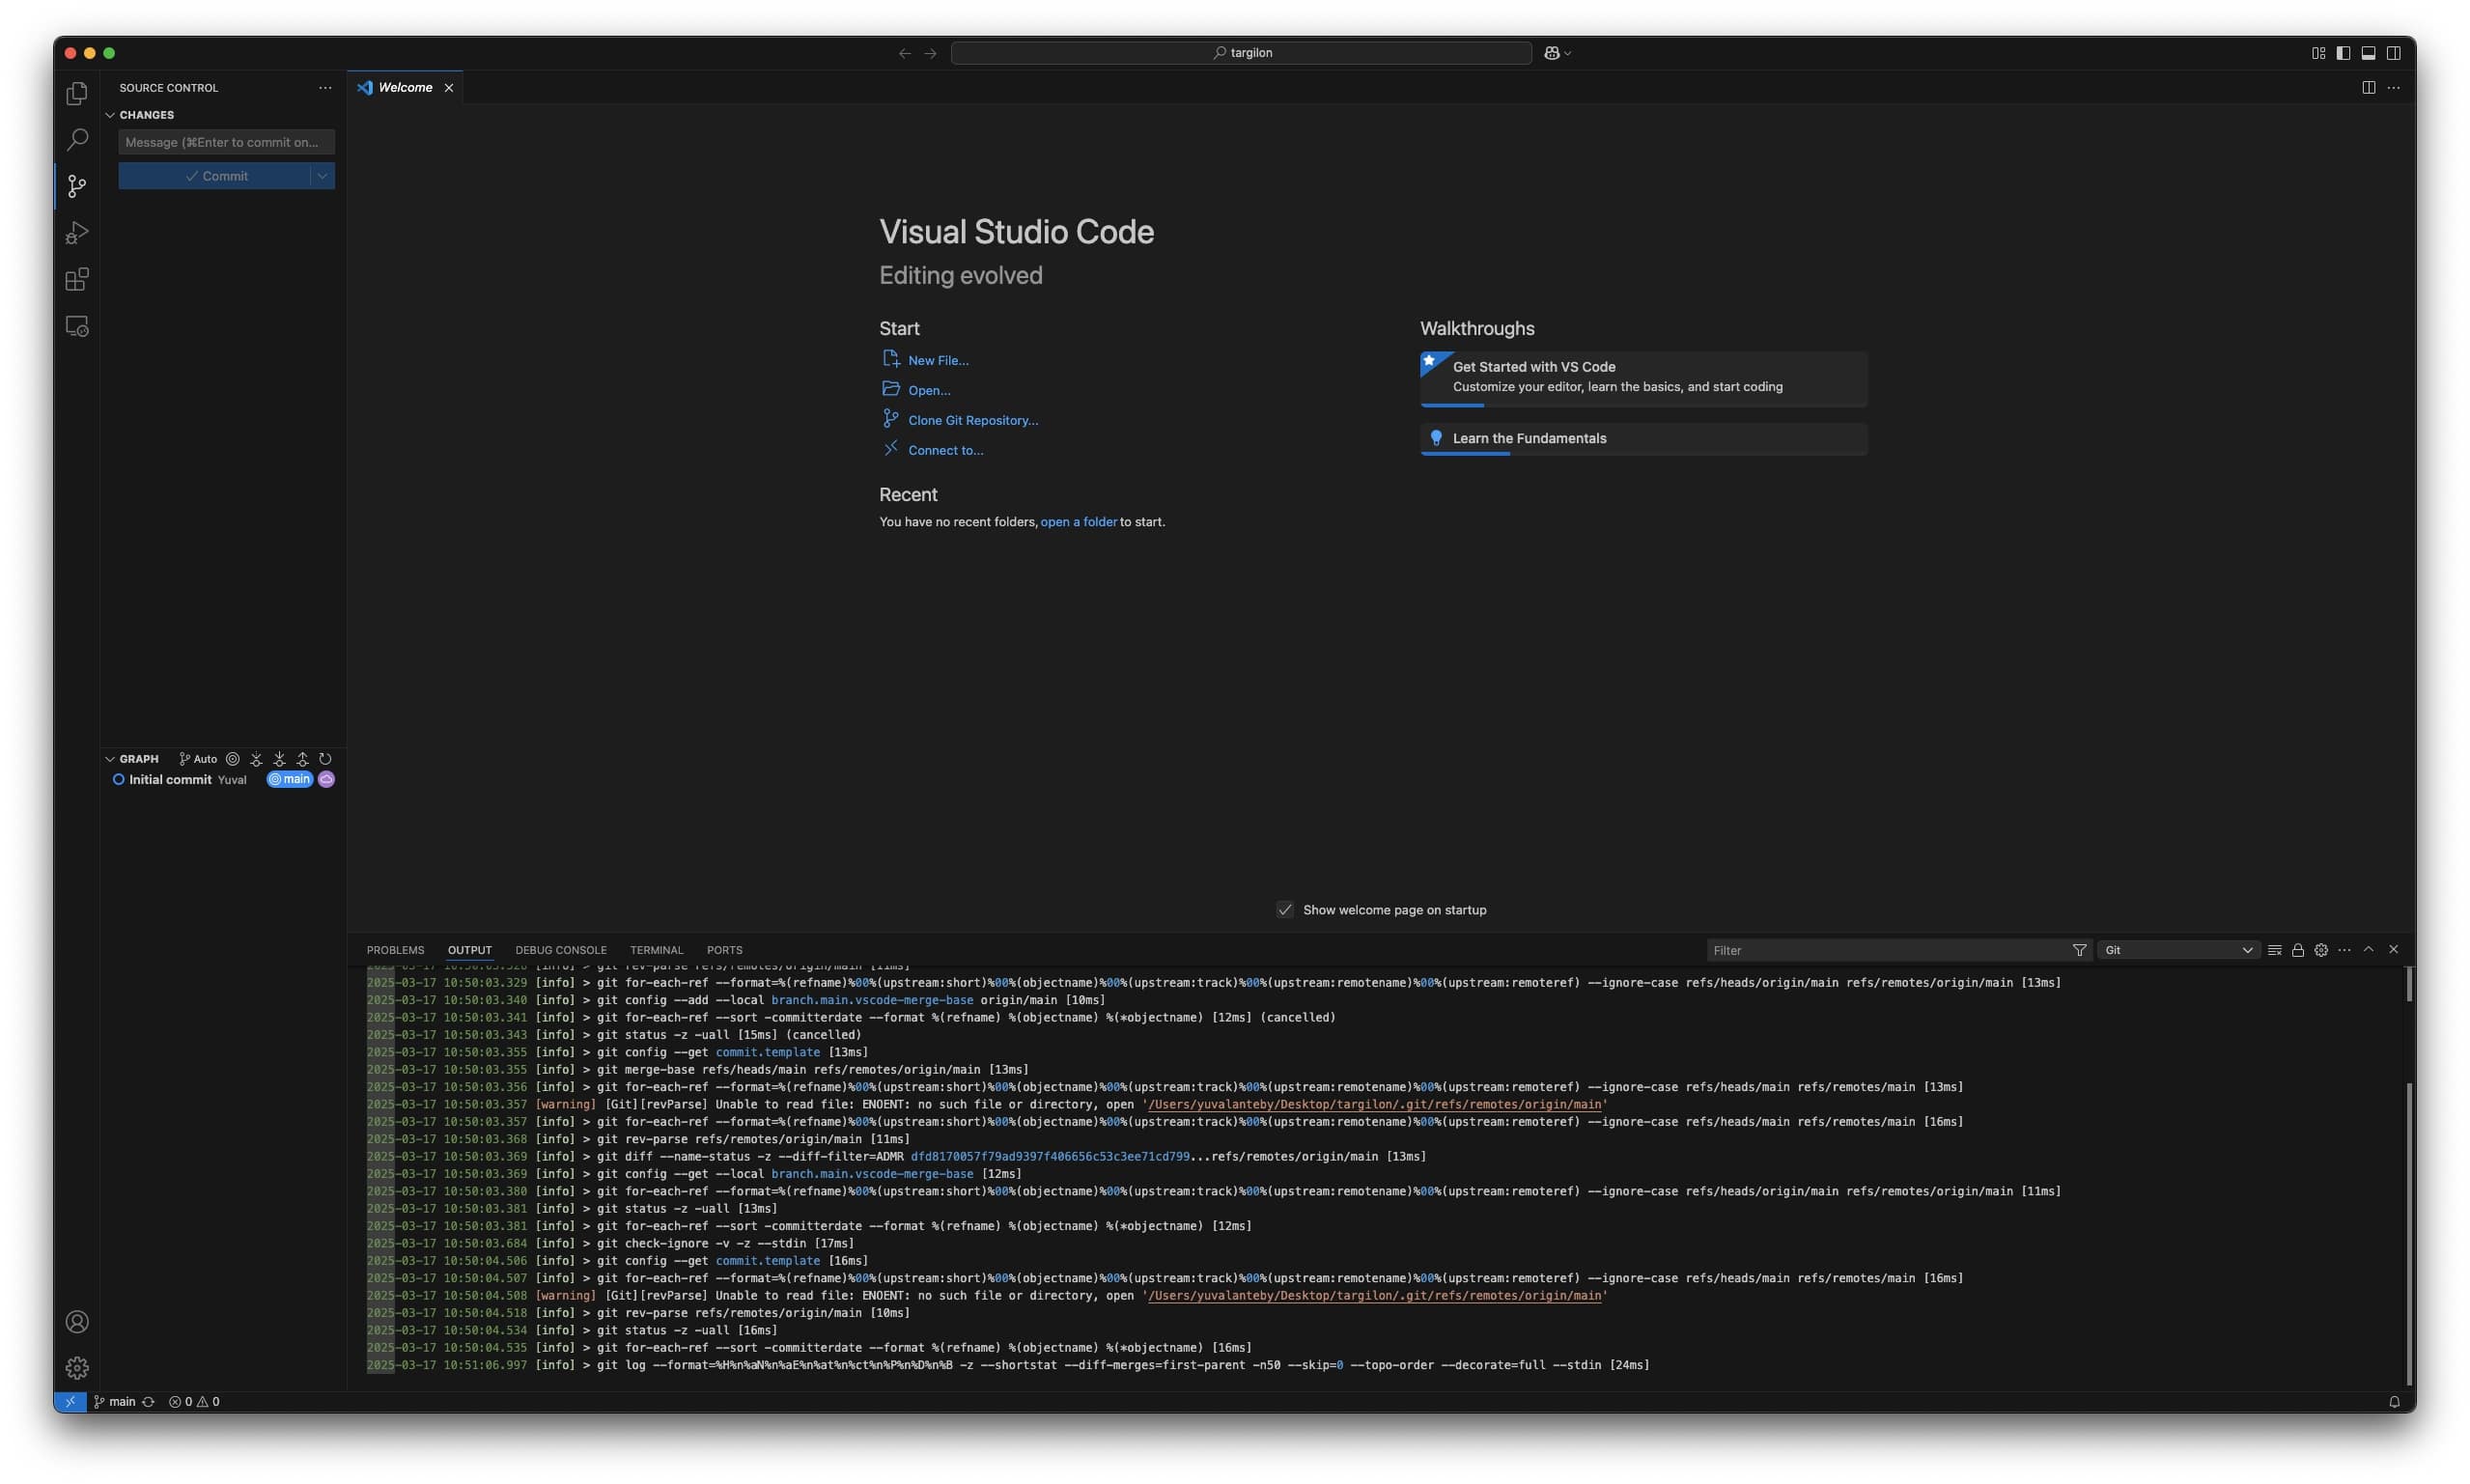 targilon
SOURCE CONTROL
CHANGES
Message (⌘Enter to commit on...
Commit
GRAPH
Auto
Initial commit Yuval main
Welcome
Visual Studio Code
Editing evolved
Start
New File...
Open...
Clone Git Repository...
Connect to...
Recent
You have no recent folders, open a folder to start.
Walkthroughs
Get Started with VS Code
Customize your editor, learn the basics, and start coding
Learn the Fundamentals
Show welcome page on startup
PROBLEMS OUTPUT DEBUG CONSOLE TERMINAL PORTS
Filter
Git
2025-03-17 10:50:03.328 [info] > git rev-parse refs/remotes/origin/main [11ms]
2025-03-17 10:50:03.329 [info] > git for-each-ref --format=%(refname)%00%(upstream:short)%00%(objectname)%00%(upstream:track)%00%(upstream:remotename)%00%(upstream:remoteref) --ignore-case refs/heads/origin/main refs/remotes/origin/main [13ms]
2025-03-17 10:50:03.340 [info] > git config --add --local branch.main.vscode-merge-base origin/main [10ms]
2025-03-17 10:50:03.341 [info] > git for-each-ref --sort -committerdate --format %(refname) %(objectname) %(*objectname) [12ms] (cancelled)
2025-03-17 10:50:03.343 [info] > git status -z -uall [15ms] (cancelled)
2025-03-17 10:50:03.355 [info] > git config --get commit.template [13ms]
2025-03-17 10:50:03.355 [info] > git merge-base refs/heads/main refs/remotes/origin/main [13ms]
2025-03-17 10:50:03.356 [info] > git for-each-ref --format=%(refname)%00%(upstream:short)%00%(objectname)%00%(upstream:track)%00%(upstream:remotename)%00%(upstream:remoteref) --ignore-case refs/heads/main refs/remotes/main [13ms]
2025-03-17 10:50:03.357 [warning] [Git][revParse] Unable to read file: ENOENT: no such file or directory, open '/Users/yuvalanteby/Desktop/targilon/.git/refs/remotes/origin/main'
2025-03-17 10:50:03.357 [info] > git for-each-ref --format=%(refname)%00%(upstream:short)%00%(objectname)%00%(upstream:track)%00%(upstream:remotename)%00%(upstream:remoteref) --ignore-case refs/heads/main refs/remotes/main [16ms]
2025-03-17 10:50:03.368 [info] > git rev-parse refs/remotes/origin/main [11ms]
2025-03-17 10:50:03.369 [info] > git diff --name-status -z --diff-filter=ADMR dfd8170057f79ad9397f406656c53c3ee71cd799...refs/remotes/origin/main [13ms]
2025-03-17 10:50:03.369 [info] > git config --get --local branch.main.vscode-merge-base [12ms]
2025-03-17 10:50:03.380 [info] > git for-each-ref --format=%(refname)%00%(upstream:short)%00%(objectname)%00%(upstream:track)%00%(upstream:remotename)%00%(upstream:remoteref) --ignore-case refs/heads/origin/main refs/remotes/origin/main [11ms]
2025-03-17 10:50:03.381 [info] > git status -z -uall [13ms]
2025-03-17 10:50:03.381 [info] > git for-each-ref --sort -committerdate --format %(refname) %(objectname) %(*objectname) [12ms]
2025-03-17 10:50:03.684 [info] > git check-ignore -v -z --stdin [17ms]
2025-03-17 10:50:04.506 [info] > git config --get commit.template [16ms]
2025-03-17 10:50:04.507 [info] > git for-each-ref --format=%(refname)%00%(upstream:short)%00%(objectname)%00%(upstream:track)%00%(upstream:remotename)%00%(upstream:remoteref) --ignore-case refs/heads/main refs/remotes/main [16ms]
2025-03-17 10:50:04.508 [warning] [Git][revParse] Unable to read file: ENOENT: no such file or directory, open '/Users/yuvalanteby/Desktop/targilon/.git/refs/remotes/origin/main'
2025-03-17 10:50:04.518 [info] > git rev-parse refs/remotes/origin/main [10ms]
2025-03-17 10:50:04.534 [info] > git status -z -uall [16ms]
2025-03-17 10:50:04.535 [info] > git for-each-ref --sort -committerdate --format %(refname) %(objectname) %(*objectname) [16ms]
2025-03-17 10:51:06.997 [info] > git log --format=%H%n%aN%n%aE%n%at%n%ct%n%P%n%D%n%B -z --shortstat --diff-merges=first-parent -n50 --skip=0 --topo-order --decorate=full --stdin [24ms]
main 0 0